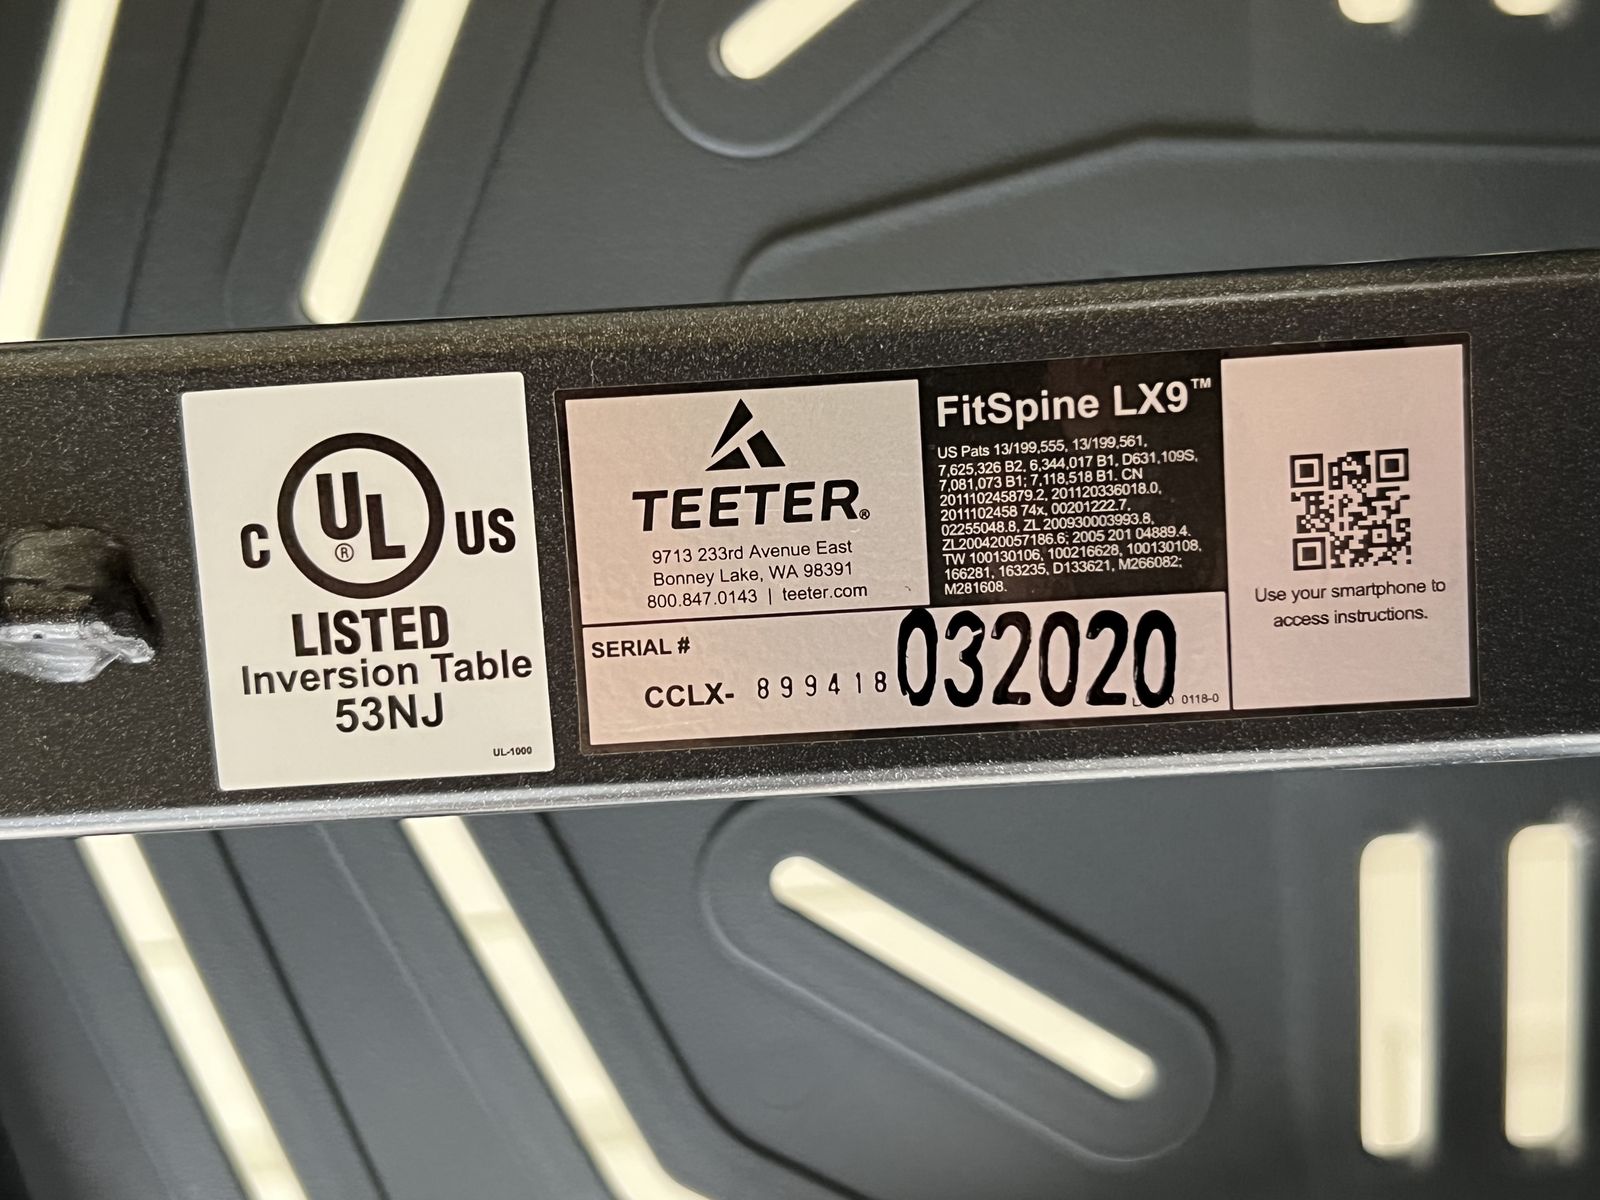 C UL ® US
LISTED
Inversion Table
53NJ
UL-1000
TEETER®
9713 233rd Avenue East
Bonney Lake, WA 98391
800.847.0143 | teeter.com
SERIAL #
CCLX- 899418 032020
0118-0
FitSpine LX9™
US Pats 13/199,555, 13/199,561,
7,625,326 B2, 6,344,017 B1, D631,109S,
7,081,073 B1; 7,118,518 B1. CN
201110245879.2, 201120336018.0,
2011102458 74x, 00201222.7,
02255048.8, ZL 200930003993.8,
ZL200420057186.6; 2005 201 04889.4.
TW 100130106, 100216628, 100130108,
166281, 163235, D133621, M266082;
M281608.
Use your smartphone to
access instructions.